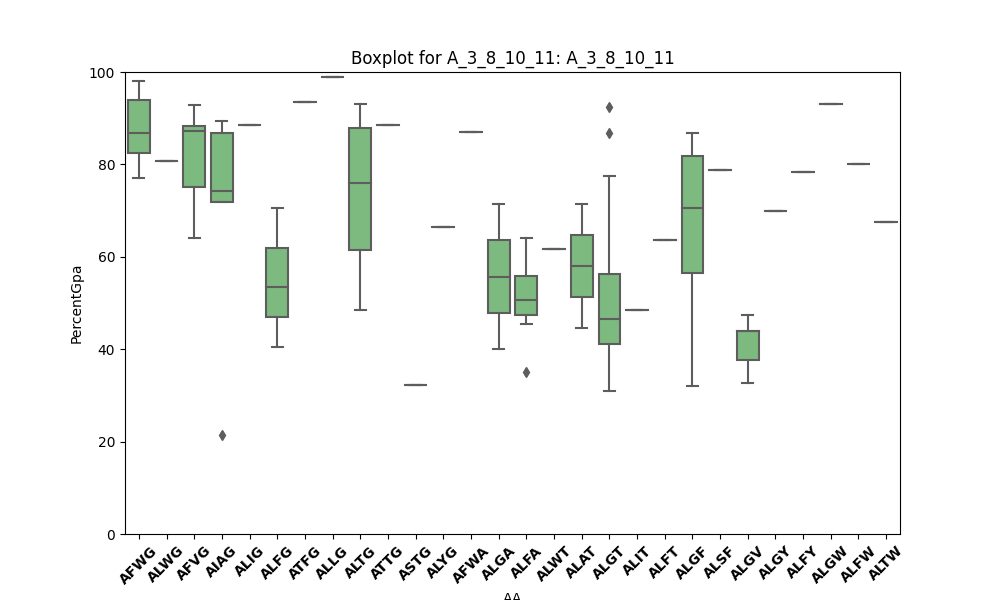 Boxplot for A_3_8_10_11: A_3_8_10_11
100
80
60
40
20
0
PercentGpa
AFWG ALWG AFVG AIAG ALIG ALFG ATFG ALLG ALTG ATTG ASTG ALYG AFWA ALGA ALFA ALWT ALAT ALGT ALIT ALFT ALGF ALSF ALGV ALGY ALFY ALGW ALFW ALTW
AA